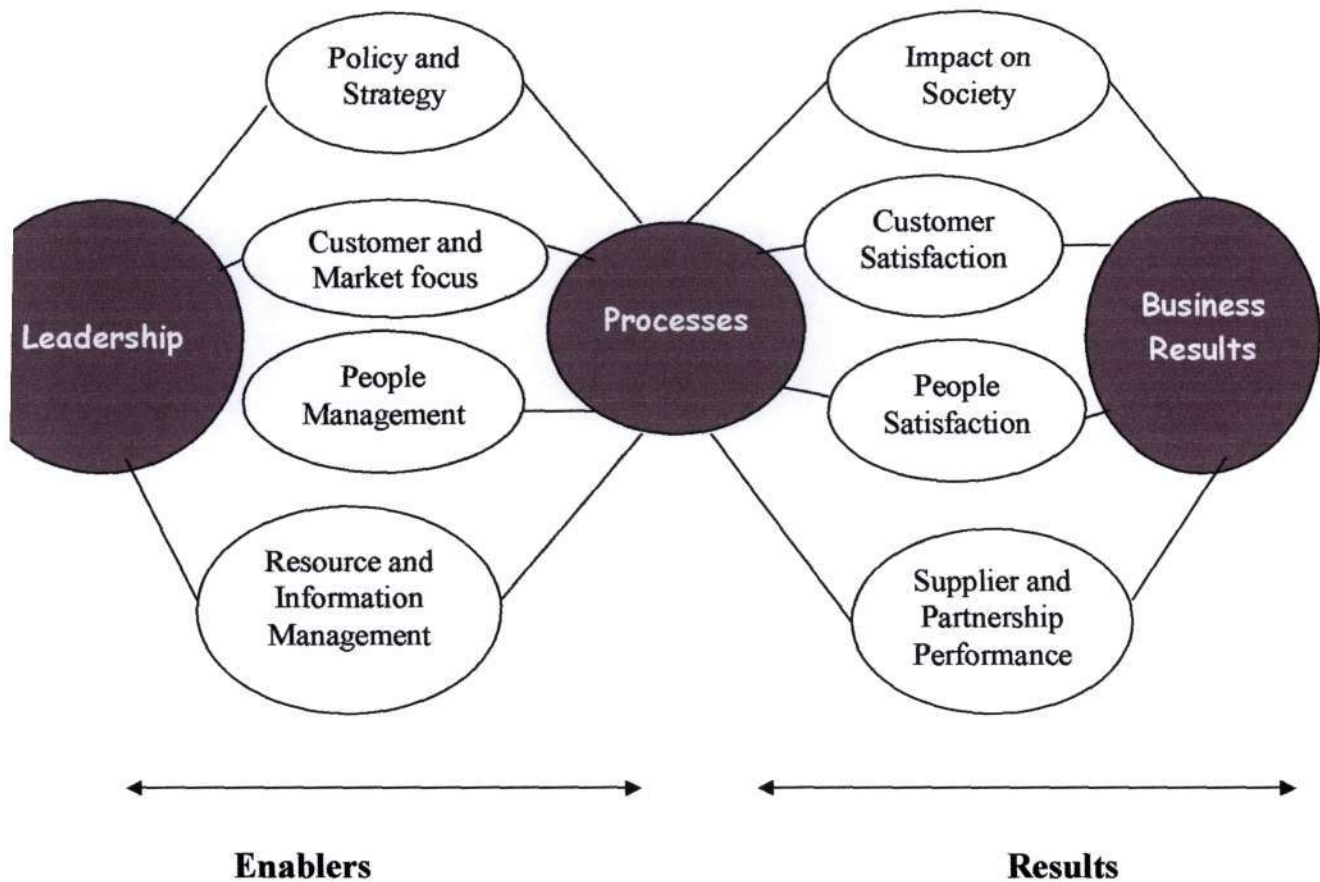 Policy and
Strategy
Impact on
Society
Customer and
Market focus
Customer
Satisfaction
Leadership
Processes
Business
Results
People
Management
People
Satisfaction
Resource and
Information
Management
Supplier and
Partnership
Performance
Enablers
Results